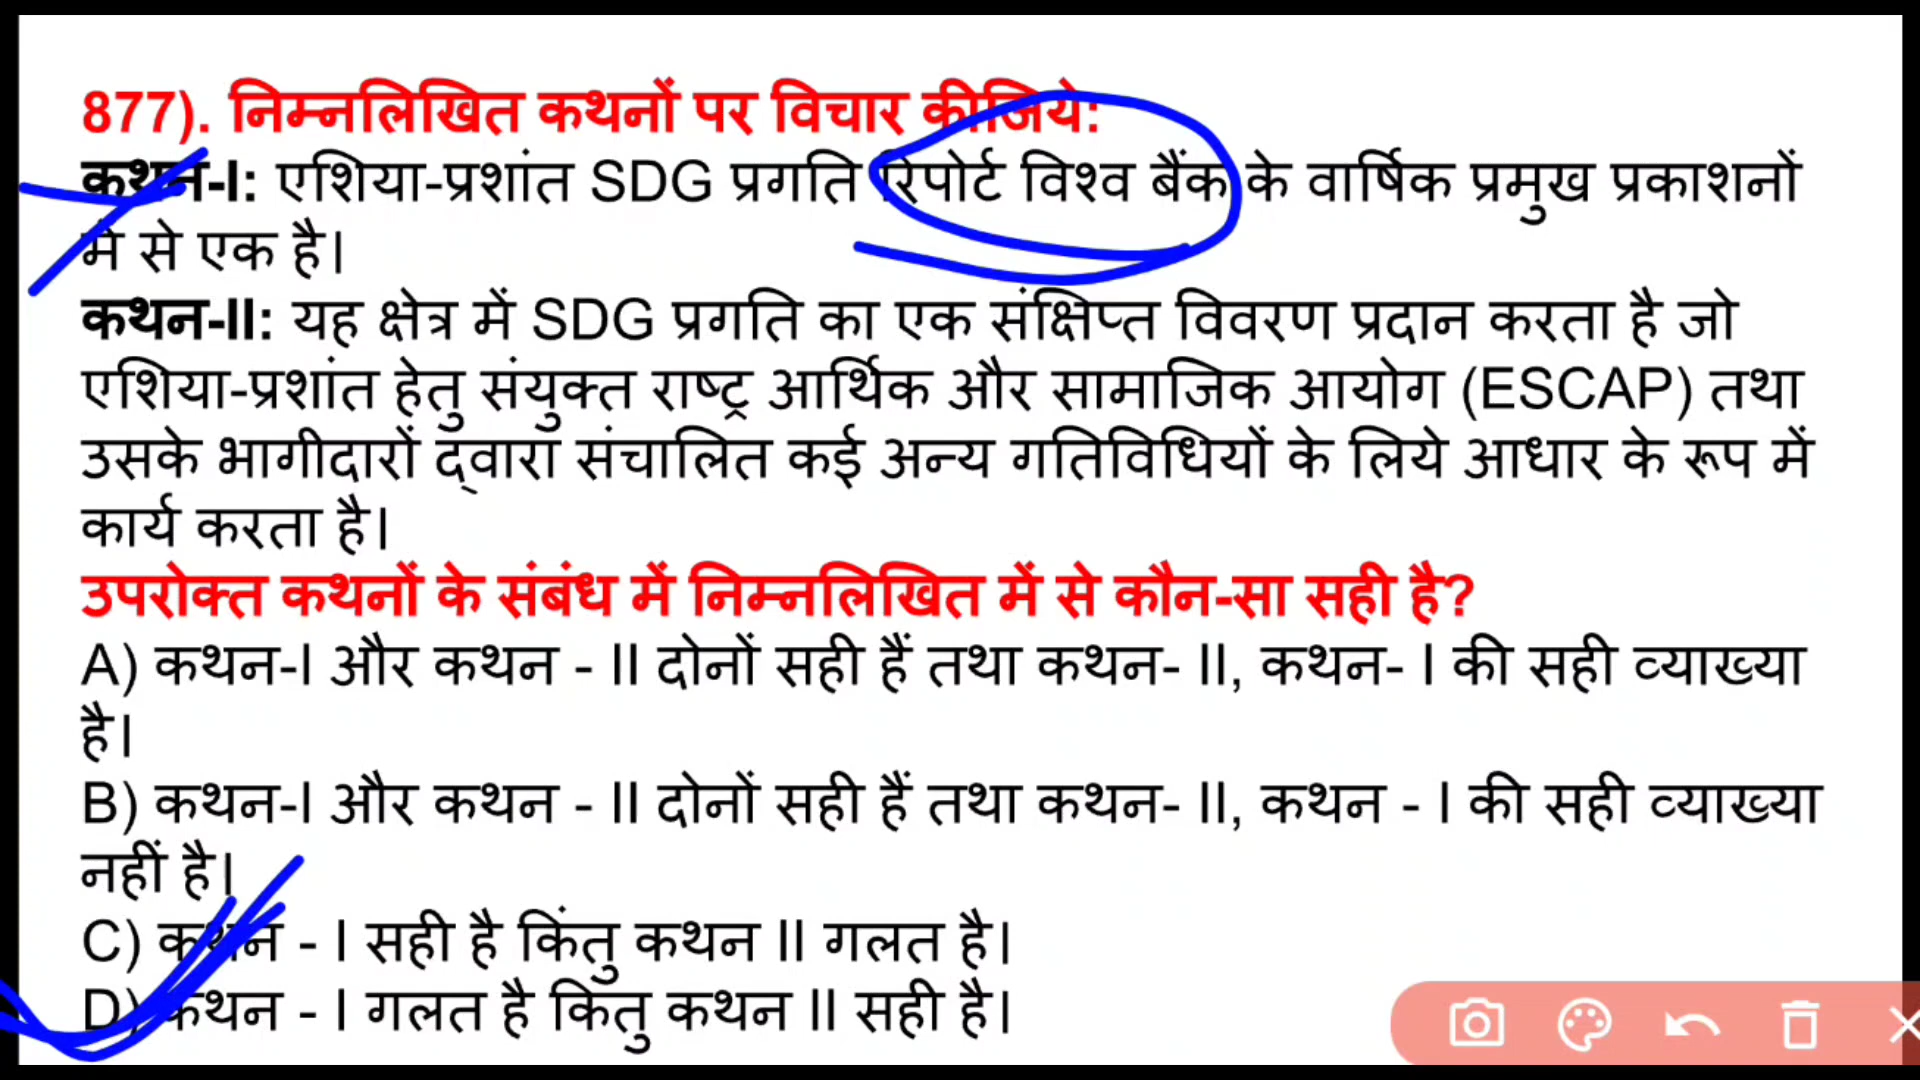 877). निम्नलिखित कथनों पर विचार कीजिये:
कथन-I: एशिया-प्रशांत SDG प्रगति रिपोर्ट विश्व बैंक के वार्षिक प्रमुख प्रकाशनों
में से एक है।
कथन-II: यह क्षेत्र में SDG प्रगति का एक संक्षिप्त विवरण प्रदान करता है जो
एशिया-प्रशांत हेतु संयुक्त राष्ट्र आर्थिक और सामाजिक आयोग (ESCAP) तथा
उसके भागीदारों द्वारा संचालित कई अन्य गतिविधियों के लिये आधार के रूप में
कार्य करता है।
उपरोक्त कथनों के संबंध में निम्नलिखित में से कौन-सा सही है?
A) कथन-I और कथन - II दोनों सही हैं तथा कथन- II, कथन- I की सही व्याख्या
है।
B) कथन-I और कथन - II दोनों सही हैं तथा कथन- II, कथन - I की सही व्याख्या
नहीं है।
C) कथन - I सही है किंतु कथन II गलत है।
D) कथन - I गलत है किंतु कथन II सही है।